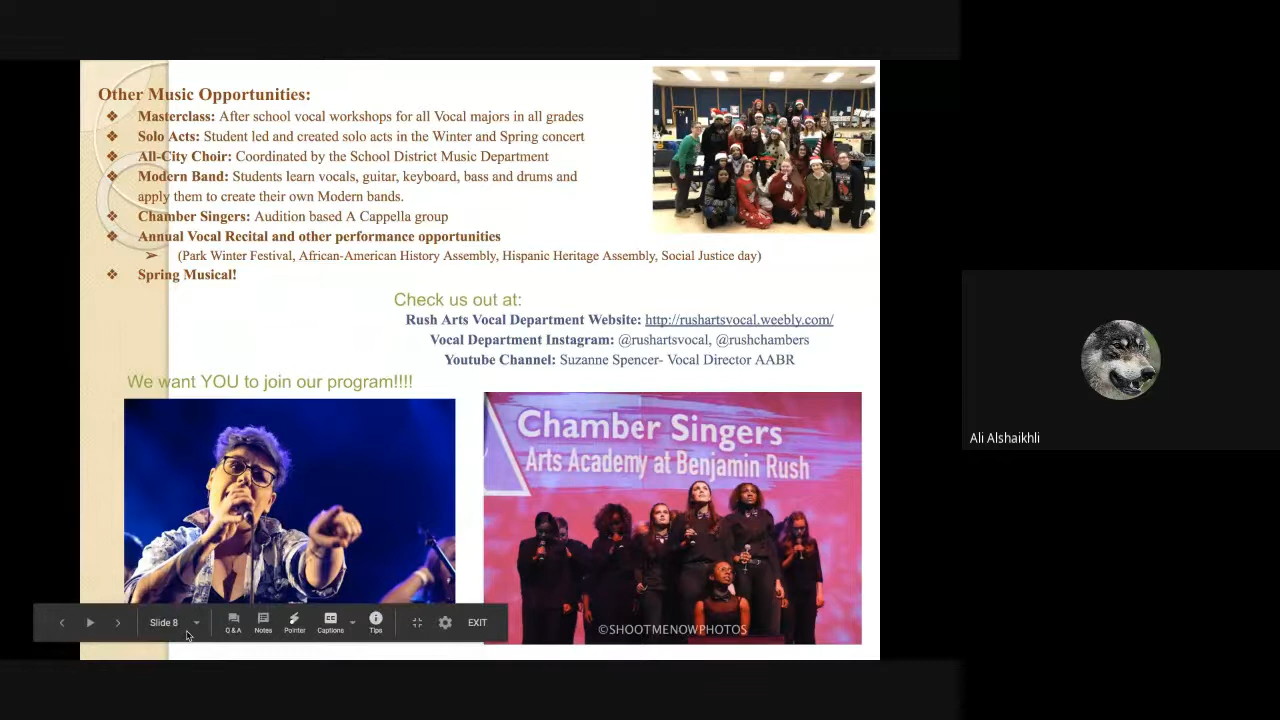 Other Music Opportunities:
❖ Masterclass: After school vocal workshops for all Vocal majors in all grades
❖ Solo Acts: Student led and created solo acts in the Winter and Spring concert
❖ All-City Choir: Coordinated by the School District Music Department
❖ Modern Band: Students learn vocals, guitar, keyboard, bass and drums and
apply them to create their own Modern bands.
❖ Chamber Singers: Audition based A Cappella group
❖ Annual Vocal Recital and other performance opportunities
➢ (Park Winter Festival, African-American History Assembly, Hispanic Heritage Assembly, Social Justice day)
❖ Spring Musical!
Check us out at:
Rush Arts Vocal Department Website: http://rushartsvocal.weebly.com/
Vocal Department Instagram: @rushartsvocal, @rushchambers
Youtube Channel: Suzanne Spencer- Vocal Director AABR
We want YOU to join our program!!!!
Chamber Singers
Arts Academy at Benjamin Rush
©SHOOTMENOWPHOTOS
Slide 8
Q & A
Notes
Pointer
Captions
Tips
EXIT
Ali Alshaikhli